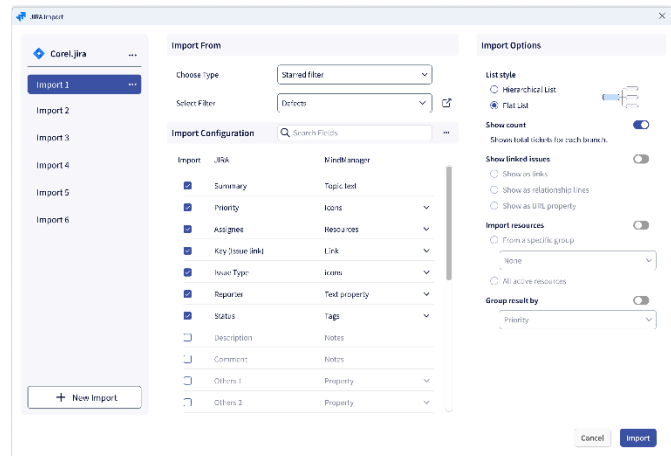 JIRA Import
Corel.jira
Import 1
Import 2
Import 3
Import 4
Import 5
Import 6
+ New Import
Import From
Choose Type
Starred filter
Select Filter
Defects
Import Configuration
Search Fields
Import JIRA MindManager
Summary Topic text
Priority Icons
Assignee Resources
Key (Issue link) Link
Issue Type icons
Reporter Text property
Status Tags
Description Notes
Comment Notes
Others 1 Property
Others 2 Property
Import Options
List style
Hierarchical List
Flat List
Show count
Shows total tickets for each branch.
Show linked issues
Show as links
Show as relationship lines
Show as URL property
Import resources
From a specific group
None
All active resources
Group result by
Priority
Cancel
Import